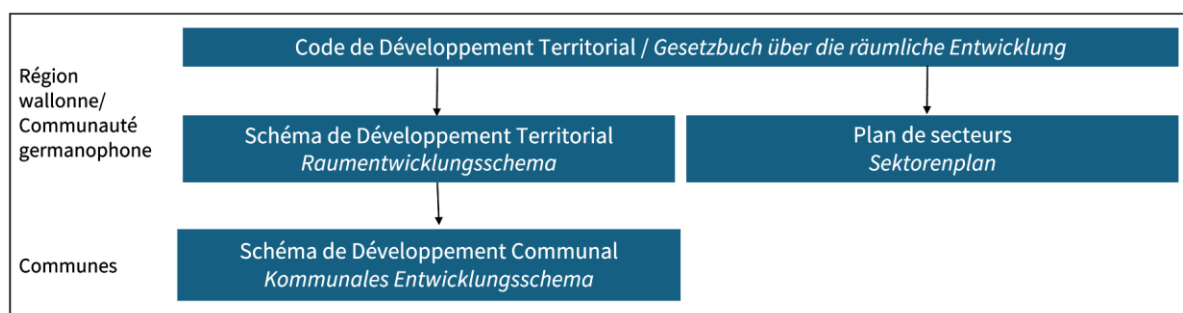 Code de Développement Territorial / Gesetzbuch über die räumliche Entwicklung
Région
wallonne/
Communauté
germanophone
Schéma de Développement Territorial
Raumentwicklungsschema
Plan de secteurs
Sektorenplan
Communes
Schéma de Développement Communal
Kommunales Entwicklungsschema